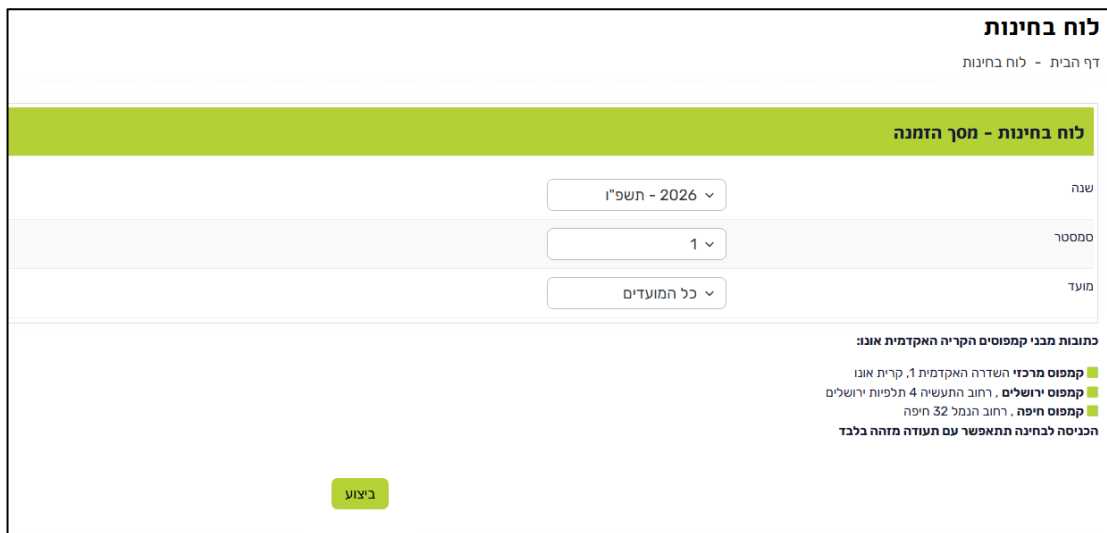 לוח בחינות
דף הבית - לוח בחינות
לוח בחינות - מסך הזמנה
שנה
2026 - תשפ"ו
סמסטר
1
מועד
כל המועדים
כתובות מבני קמפוסים הקריה האקדמית אונו:
קמפוס מרכזי השדרה האקדמית 1, קרית אונו
קמפוס ירושלים , רחוב התעשיה 4 תלפיות ירושלים
קמפוס חיפה , רחוב הנמל 32 חיפה
הכניסה לבחינה תתאפשר עם תעודה מזהה בלבד
ביצוע